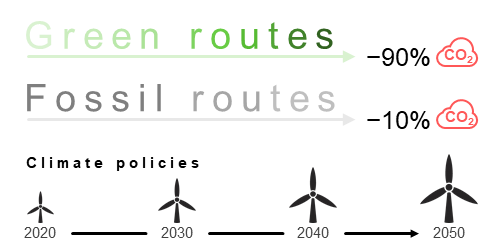 Green routes
−90% CO₂
Fossil routes
−10% CO₂
Climate policies
2020 2030 2040 2050